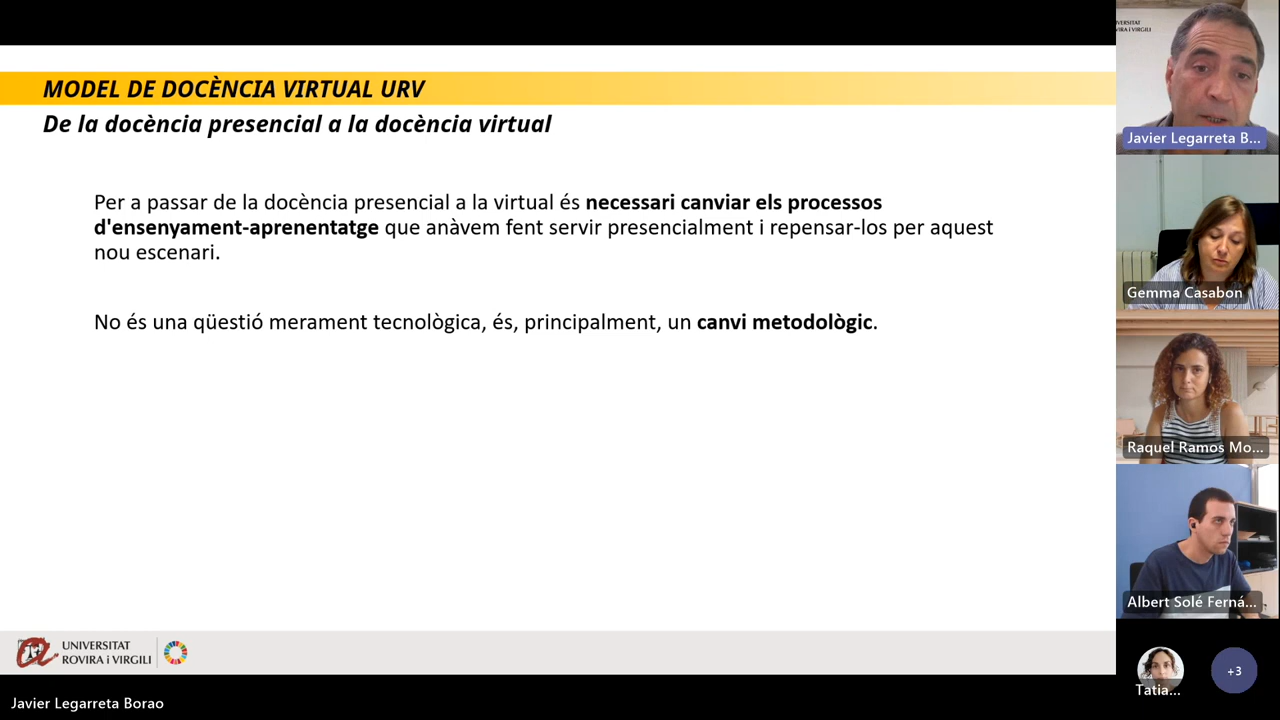 MODEL DE DOCÈNCIA VIRTUAL URV
De la docència presencial a la docència virtual
Per a passar de la docència presencial a la virtual és necessari canviar els processos
d'ensenyament-aprenentatge que anàvem fent servir presencialment i repensar-los per aquest
nou escenari.
No és una qüestió merament tecnològica, és, principalment, un canvi metodològic.
UNIVERSITAT
ROVIRA i VIRGILI
Javier Legarreta Borao
Javier Legarreta B...
Gemma Casabon
Raquel Ramos Mo...
Albert Solé Ferná...
Tatia...
+3